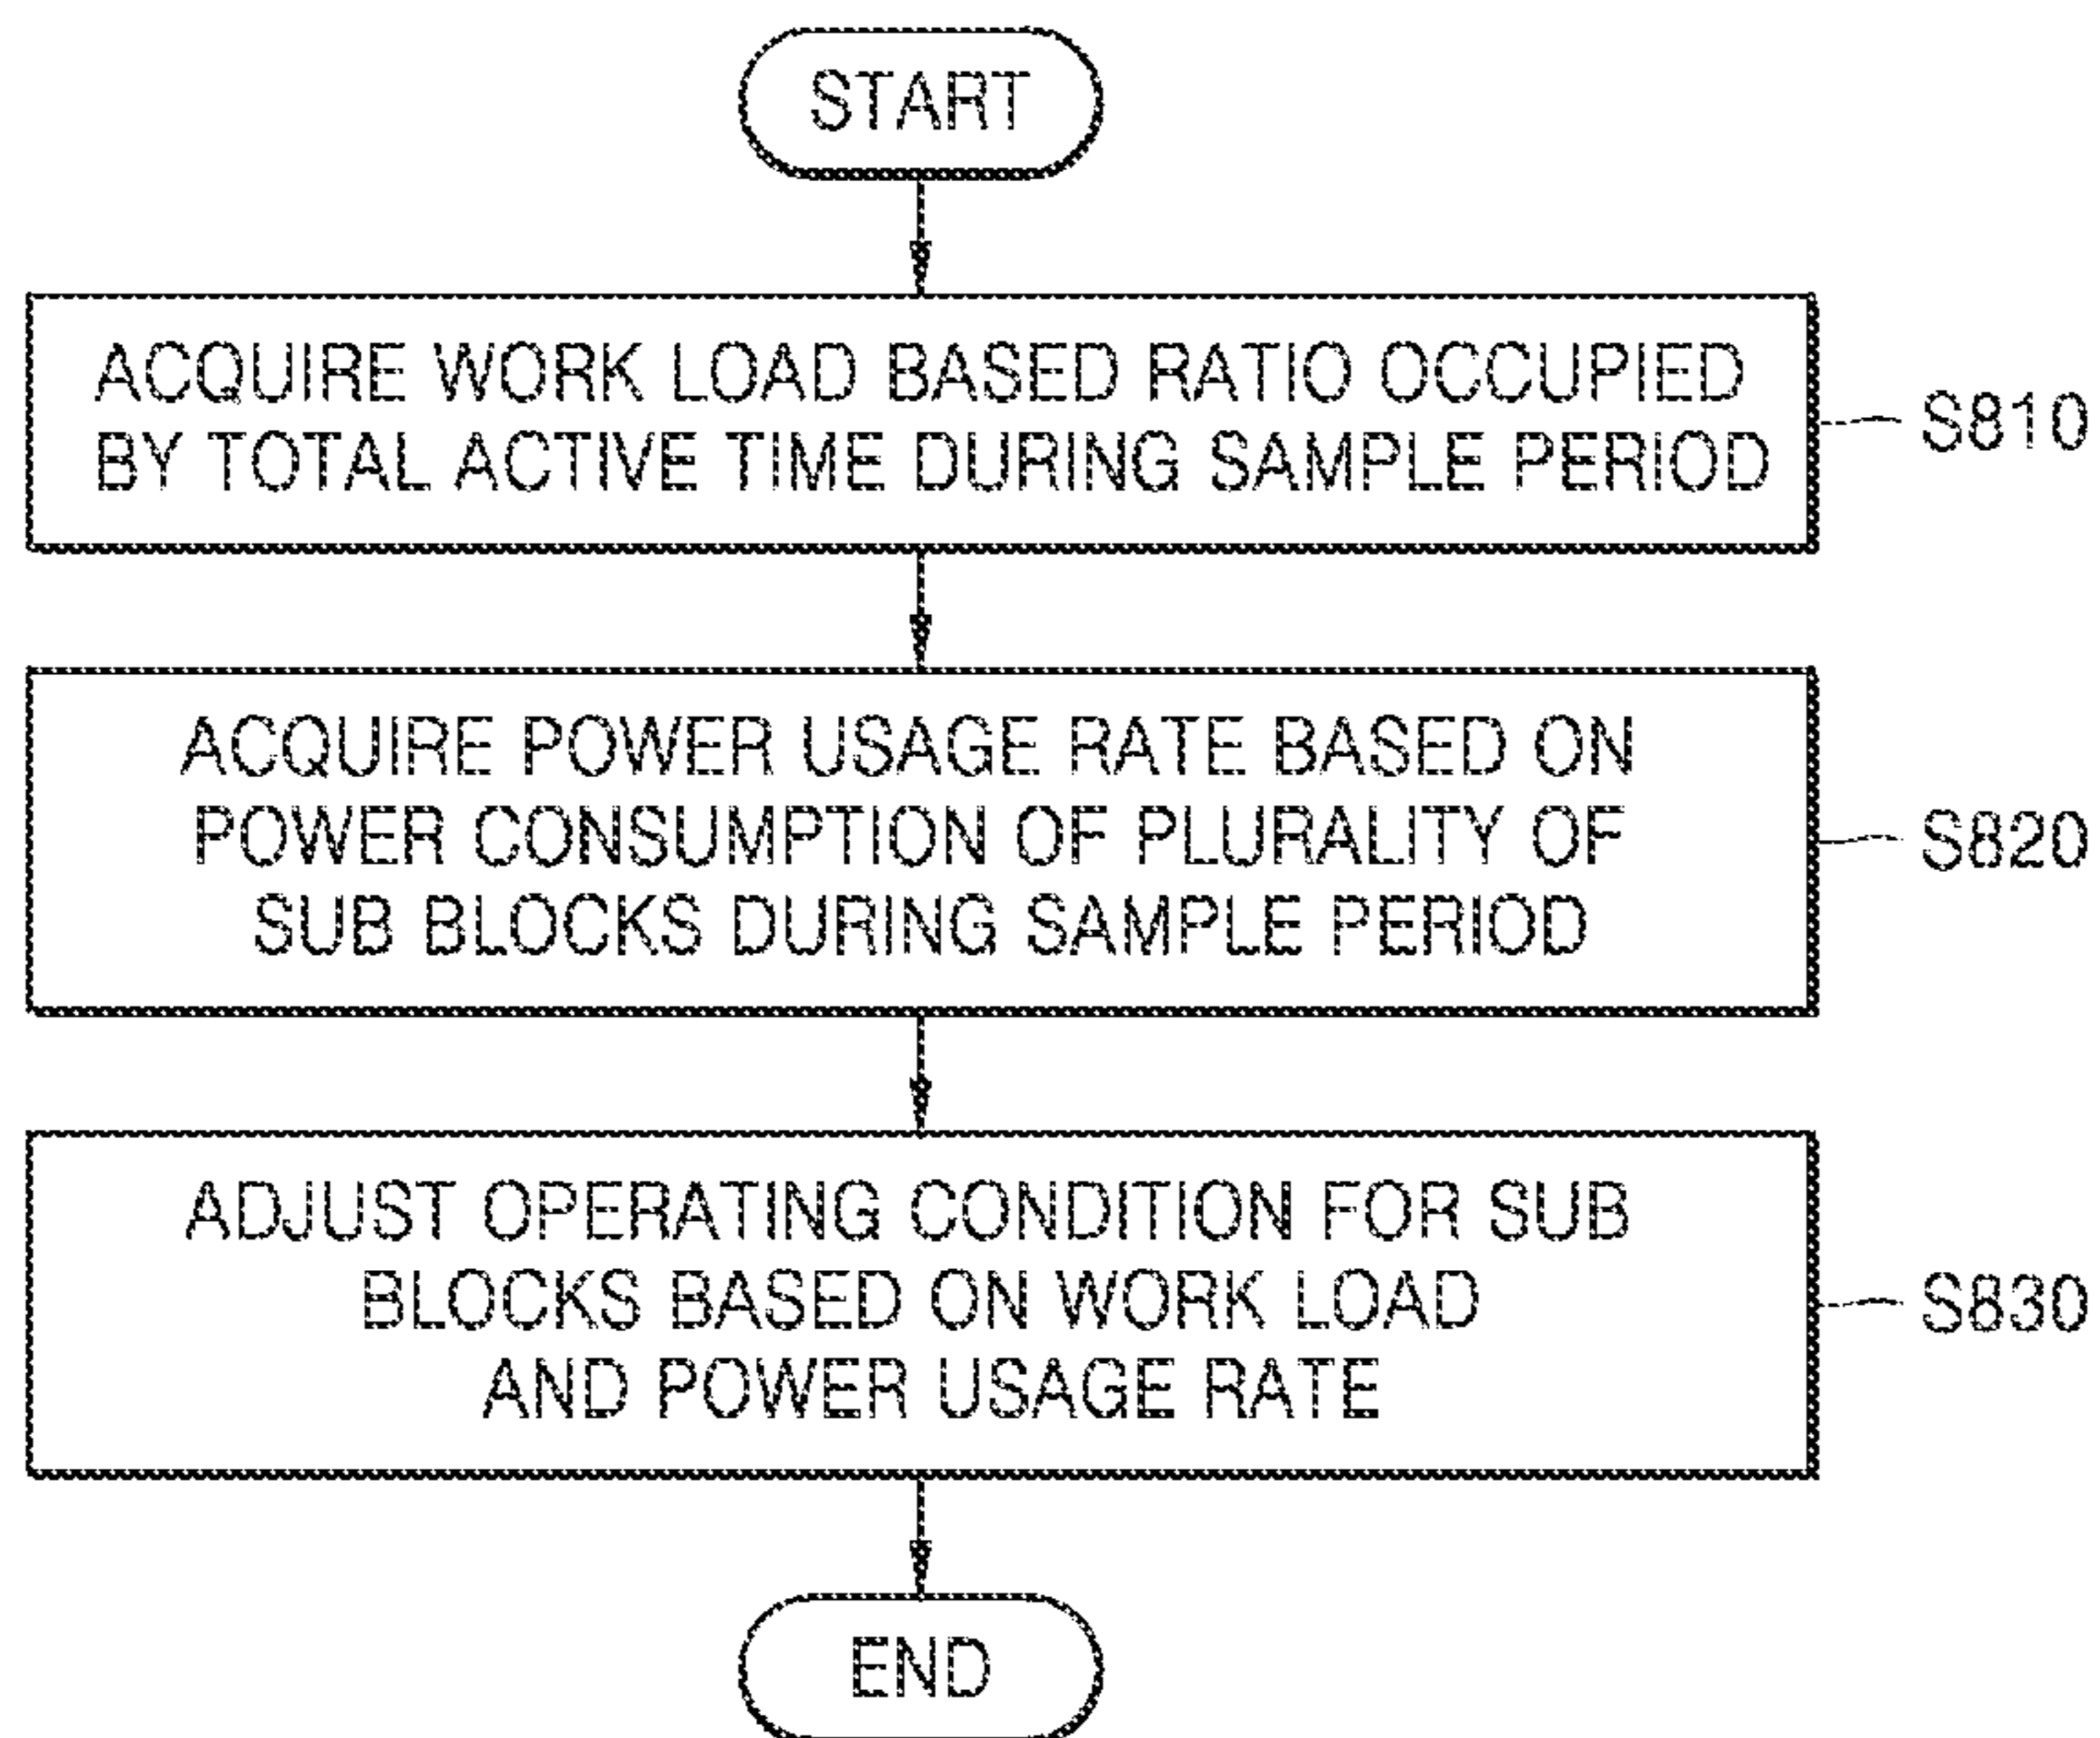 START
ACQUIRE WORK LOAD BASED RATIO OCCUPIED
BY TOTAL ACTIVE TIME DURING SAMPLE PERIOD
S810
ACQUIRE POWER USAGE RATE BASED ON
POWER CONSUMPTION OF PLURALITY OF
SUB BLOCKS DURING SAMPLE PERIOD
S820
ADJUST OPERATING CONDITION FOR SUB
BLOCKS BASED ON WORK LOAD
AND POWER USAGE RATE
S830
END